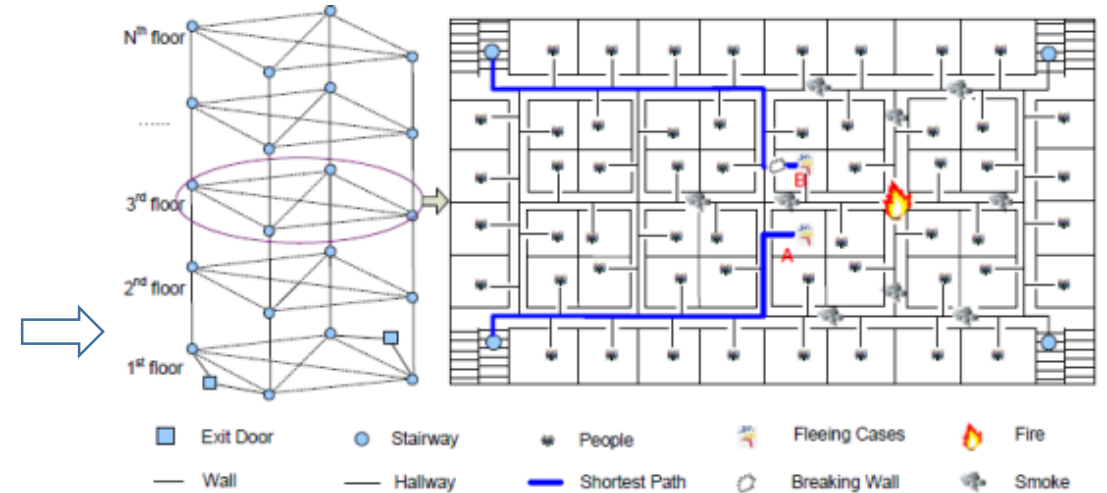 Nth floor
......
3rd floor
2nd floor
1st floor
B
A
Exit Door
Stairway
People
Fleeing Cases
Fire
Wall
Hallway
Shortest Path
Breaking Wall
Smoke